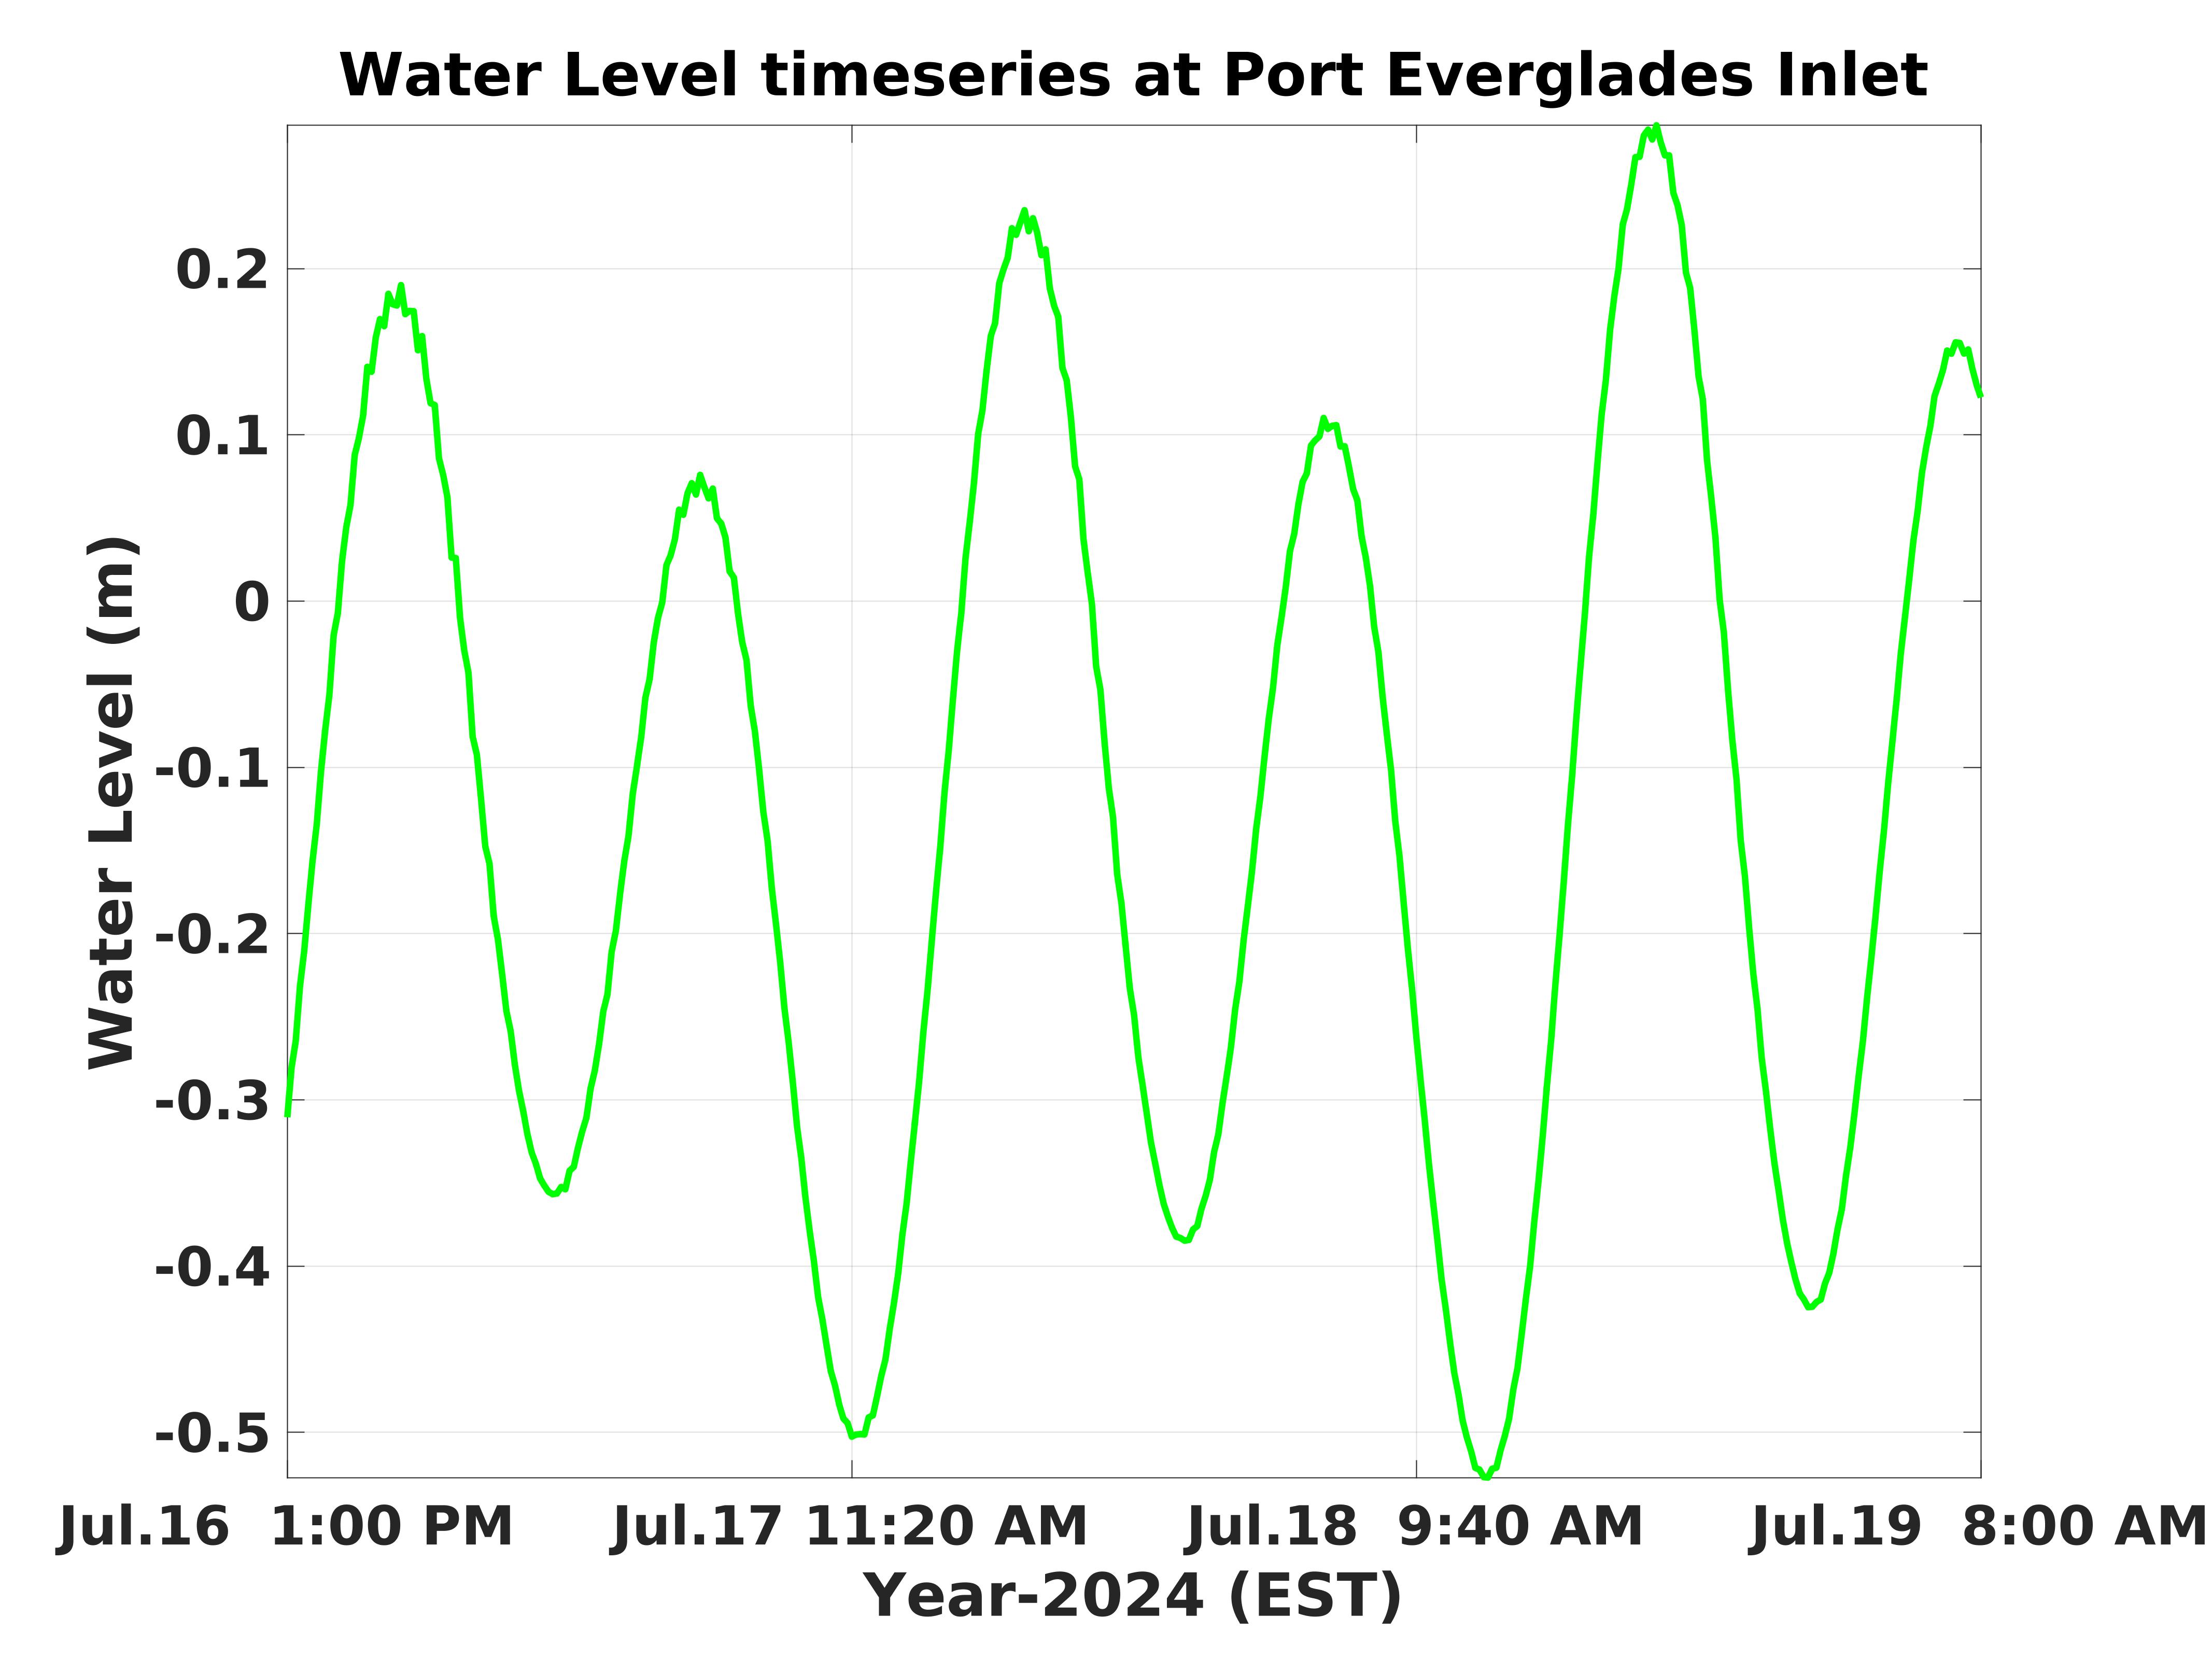 Water Level timeseries at Port Everglades Inlet
0.2
0.1
0
-0.1
-0.2
-0.3
-0.4
-0.5
Water Level (m)
Jul.16  1:00 PM
Jul.17 11:20 AM
Jul.18  9:40 AM
Jul.19  8:00 AM
Year-2024 (EST)